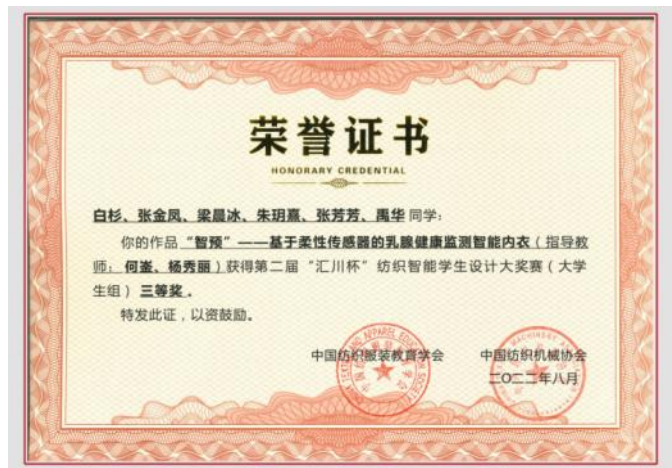 荣誉证书
HONORARY CREDENTIAL
白杉、张金凤、梁晨冰、朱玥嘉、张芳芳、禹华 同学：
你的作品 “智预”——基于柔性传感器的乳腺健康监测智能内衣（指导教
师：何崟、杨秀丽）获得第二届“汇川杯”纺织智能学生设计大奖赛（大学
生组）三等奖。
特发此证，以资鼓励。
中国纺织服装教育学会 中国纺织机械协会
二〇二二年八月